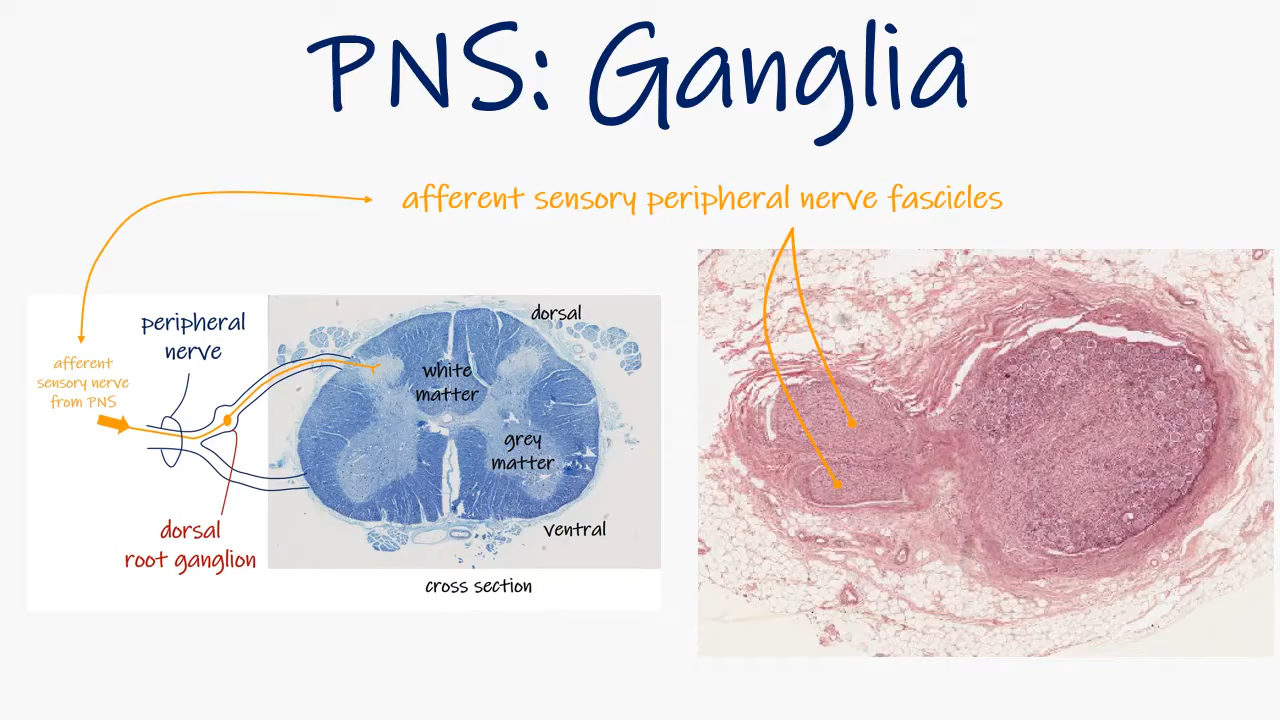 PNS: Ganglia
afferent sensory peripheral nerve fascicles
peripheral
nerve
afferent
sensory nerve
from PNS
dorsal
root ganglion
dorsal
white
matter
grey
matter
ventral
cross section